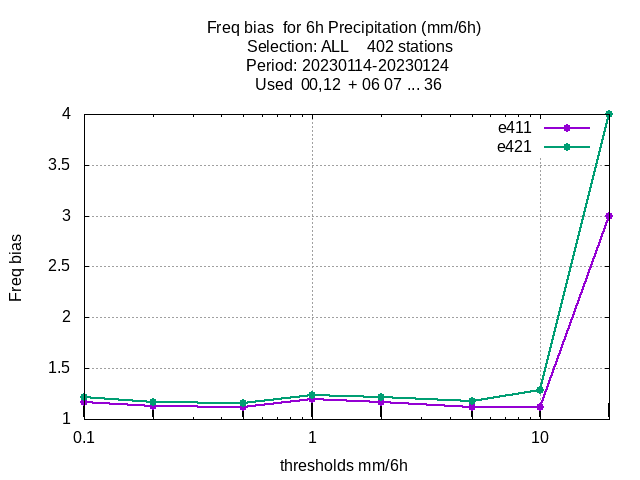 Freq bias  for 6h Precipitation (mm/6h)
Selection: ALL    402 stations
Period: 20230114-20230124
Used  00,12  + 06 07 ... 36
e411
e421
4
3.5
3
2.5
2
1.5
1
Freq bias
0.1 1 10
thresholds mm/6h